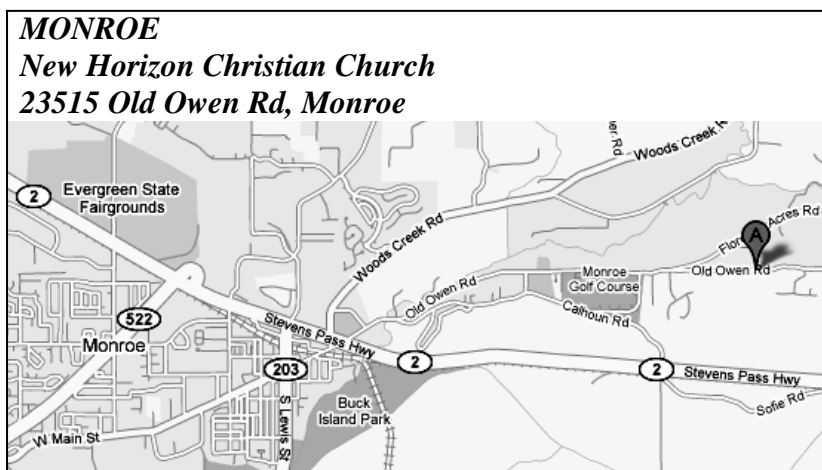 MONROE
New Horizon Christian Church
23515 Old Owen Rd, Monroe
Woods Creek Rd
2
Evergreen State
Fairgrounds
Woods Creek Rd
Acres Rd
A
Old Owen Rd
Monroe
Golf Course
Old Owen Rd
Calhoun Rd
522
Stevens Pass Hwy
Monroe
203
2
2
Stevens Pass Hwy
Buck
Island Park
S Lewis St
Sofie Rd
W Main St